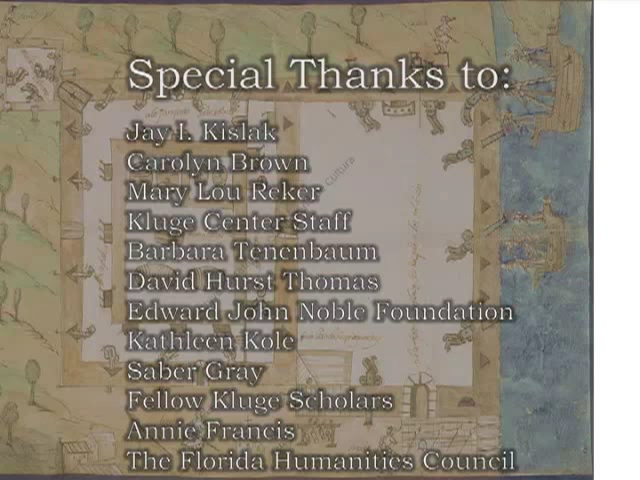 Special Thanks to:
Jay I. Kislak
Carolyn Brown
Mary Lou Reker
Kluge Center Staff
Barbara Tenenbaum
David Hurst Thomas
Edward John Noble Foundation
Kathleen Kole
Saber Gray
Fellow Kluge Scholars
Annie Francis
The Florida Humanities Council